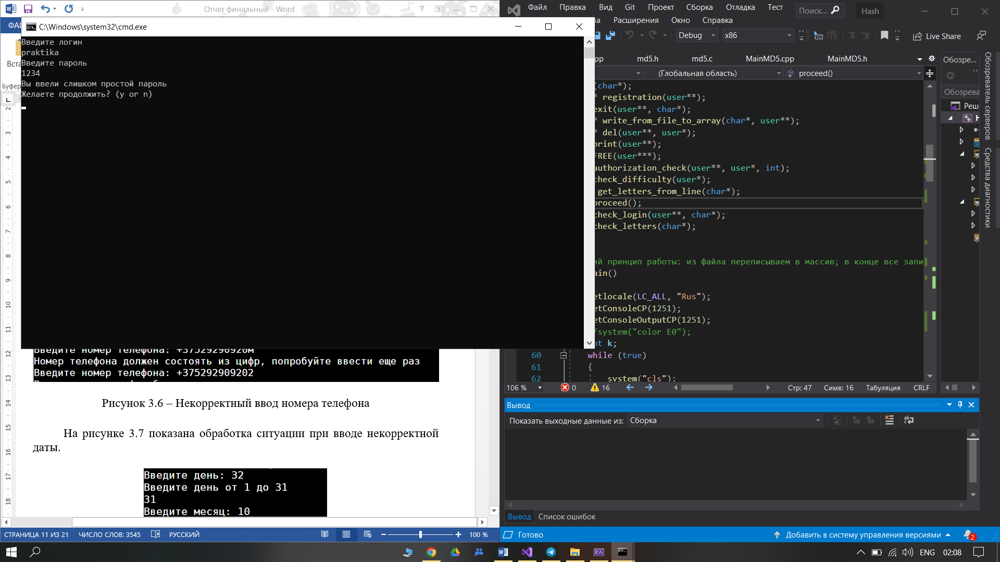 Отчет финальный - Word
C:\Windows\system32\cmd.exe
Введите логин
praktika
Введите пароль
1234
Вы ввели слишком простой пароль
Желаете продолжить? (y or n)
Буфер
Введите номер телефона: +37529290920м
Номер телефона должен состоять из цифр, попробуйте ввести еще раз
Введите номер телефона: +375292909202
Рисунок 3.6 – Некорректный ввод номера телефона
На рисунке 3.7 показана обработка ситуации при вводе некорректной
даты.
Введите день: 32
Введите день от 1 до 31
31
Введите месяц: 10
СТРАНИЦА 11 ИЗ 21 ЧИСЛО СЛОВ: 3545 РУССКИЙ 100 %
Файл Правка Вид Git Проект Сборка Отладка Тест Поиск... Hash
Расширения Окно Справка
Debug x86 Live Share
pp md5.h md5.c MainMD5.cpp MainMD5.h
(Глобальная область) proceed()
(char*);
* registration(user**);
exit(user**, char*);
* write_from_file_to_array(char*, user**);
* del(user**, user*);
print(user**);
FREE(user***);
authorization_check(user**, user*, int);
check_difficulty(user*);
get_letters_from_line(char*);
proceed();
check_login(user**, char*);
check_letters(char*);
ий принцип работы: из файла переписываем в массив; в конце все запи
ain()
etlocale(LC_ALL, "Rus");
etConsoleCP(1251);
etConsoleOutputCP(1251);
/system("color E0");
nt k;
60 while (true)
61 {
62 system("cls");
106 % 0 16 Стр: 47 Симв: 16 Табуляция CRLF
Вывод
Показать выходные данные из: Сборка
Вывод Список ошибок
Готово Добавить в систему управления версиями 2
Обозре...
Обозрева
Реше
Обозреватель серверов
Средства диагностики
ENG 02:08